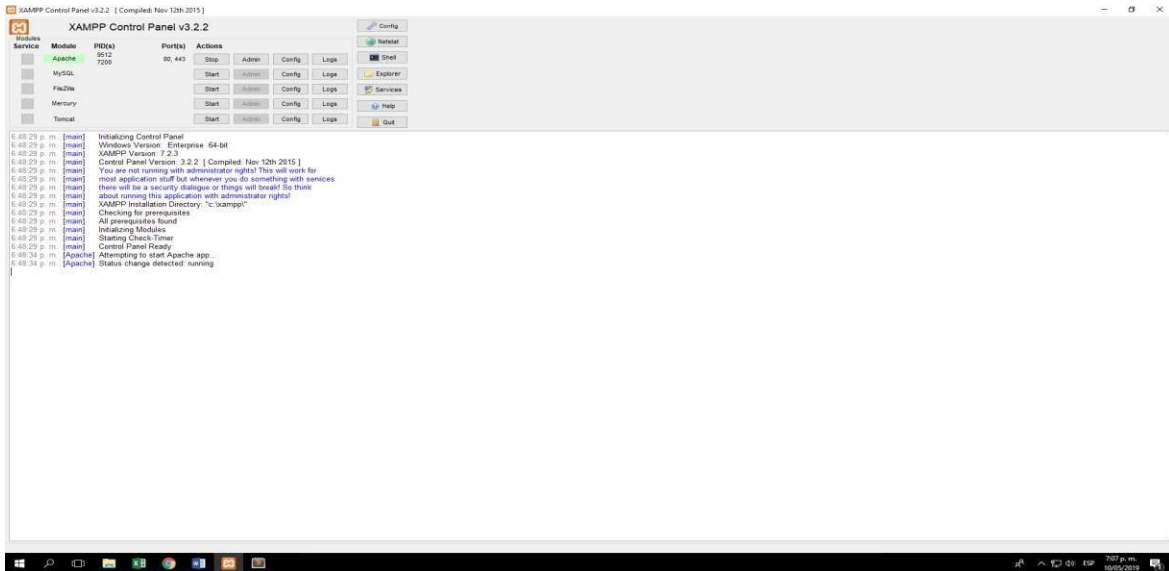 XAMPP Control Panel v3.2.2 [ Compiled: Nov 12th 2015 ]
XAMPP Control Panel v3.2.2
Config
Modules
Service Module PID(s) Port(s) Actions
Netstat
Apache 9512 7200 80, 443 Stop Admin Config Logs
Shell
MySQL Start Admin Config Logs
Explorer
FileZilla Start Admin Config Logs
Services
Mercury Start Admin Config Logs
Help
Tomcat Start Admin Config Logs
Quit
6:48:29 p. m. [main] Initializing Control Panel
6:48:29 p. m. [main] Windows Version: Enterprise 64-bit
6:48:29 p. m. [main] XAMPP Version: 7.2.3
6:48:29 p. m. [main] Control Panel Version: 3.2.2 [ Compiled: Nov 12th 2015 ]
6:48:29 p. m. [main] You are not running with administrator rights! This will work for
6:48:29 p. m. [main] most application stuff but whenever you do something with services
6:48:29 p. m. [main] there will be a security dialogue or things will break! So think
6:48:29 p. m. [main] about running this application with administrator rights!
6:48:29 p. m. [main] XAMPP Installation Directory: "c:\xampp\"
6:48:29 p. m. [main] Checking for prerequisites
6:48:29 p. m. [main] All prerequisites found
6:48:29 p. m. [main] Initializing Modules
6:48:29 p. m. [main] Starting Check-Timer
6:48:29 p. m. [main] Control Panel Ready
6:48:34 p. m. [Apache] Attempting to start Apache app...
6:48:34 p. m. [Apache] Status change detected: running
ESP
7:07 p. m.
10/05/2019